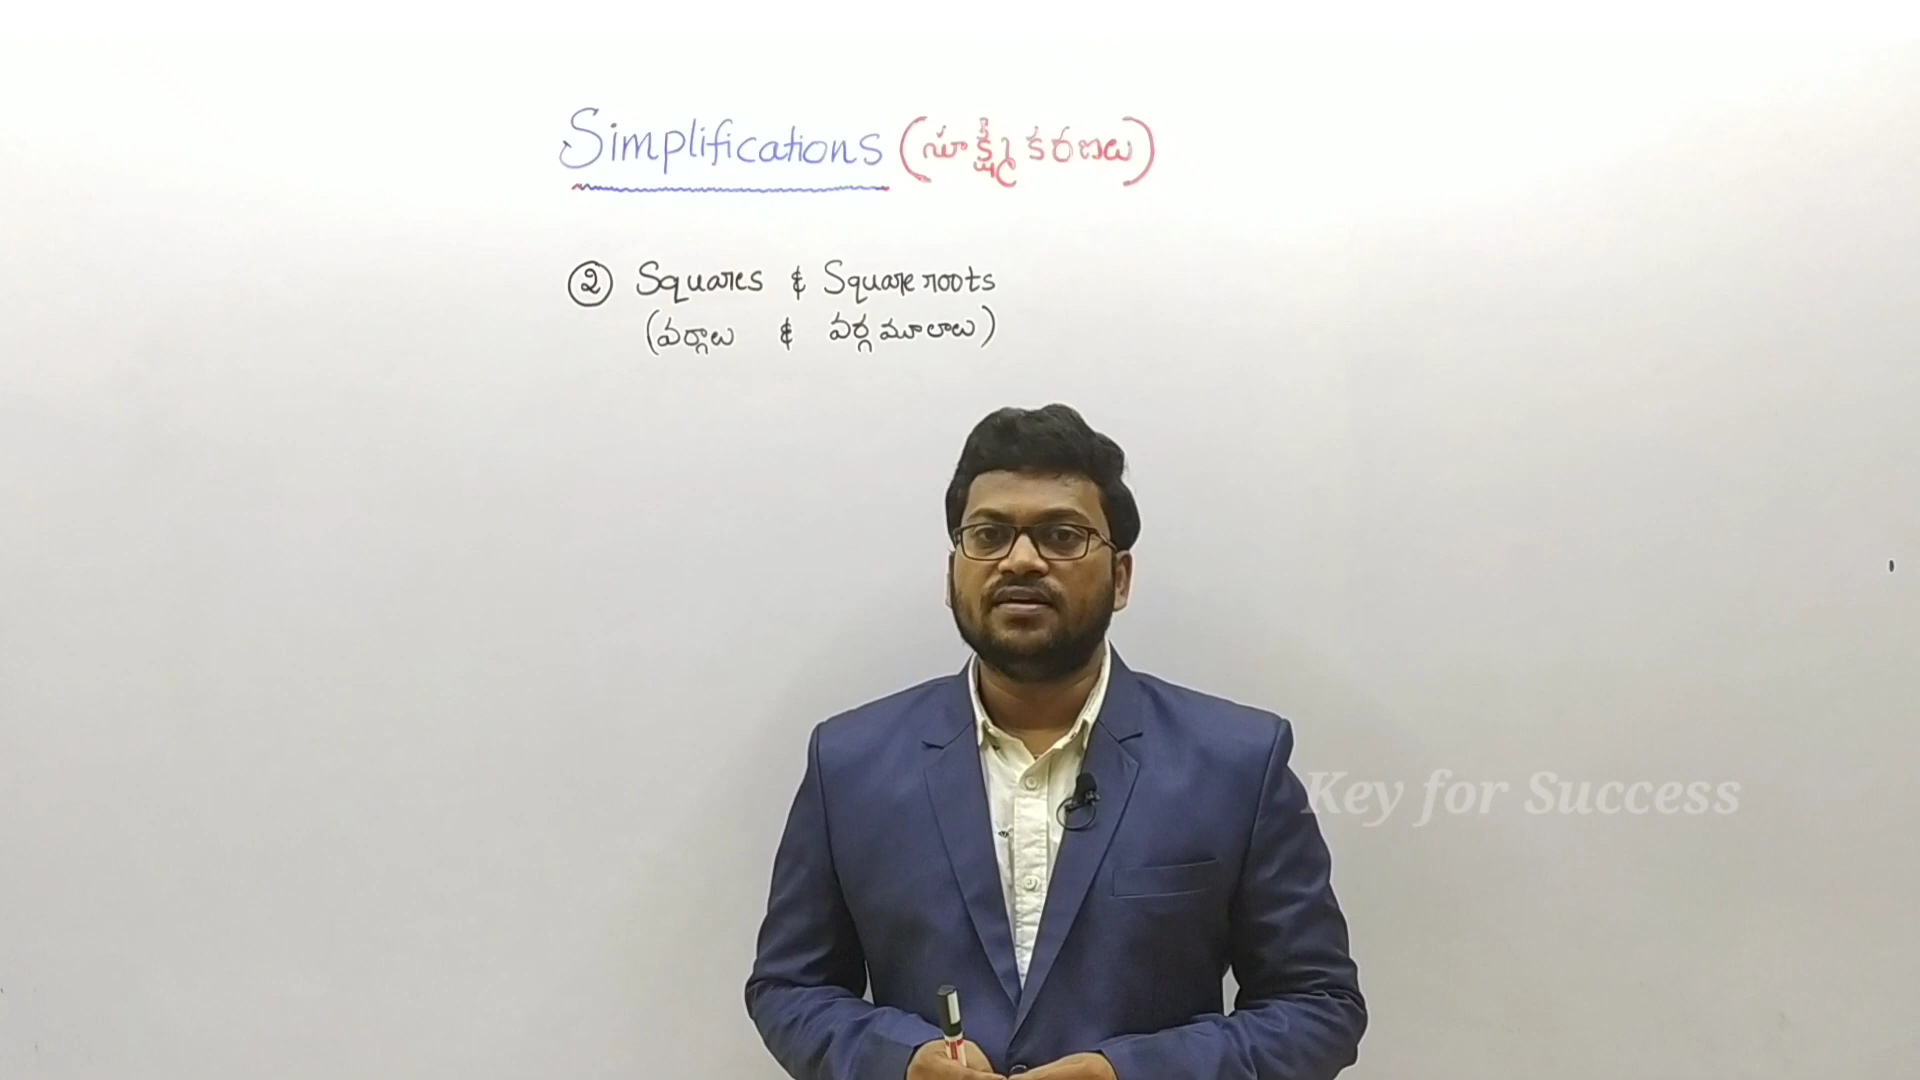 Simplifications (సూక్ష్మీకరణలు)
② Squares & Square roots
(వర్గాలు & వర్గమూలాలు)
Key for Success